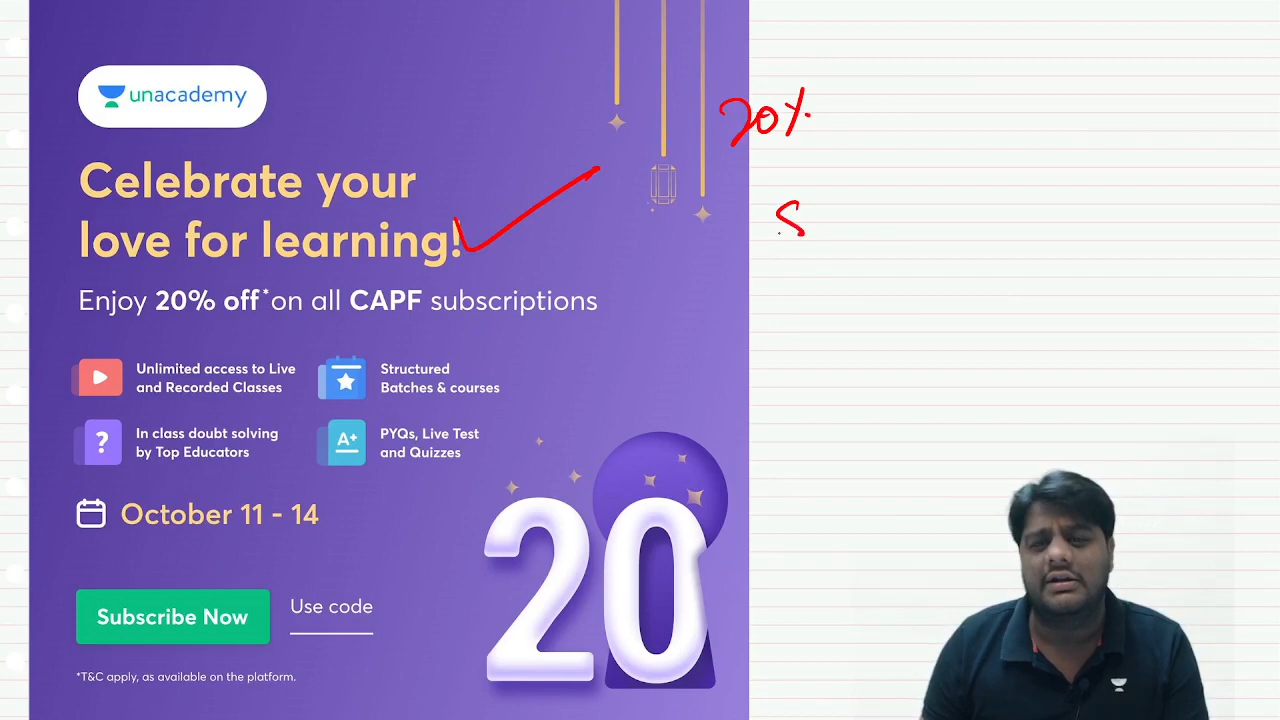 unacademy
Celebrate your
love for learning!
Enjoy 20% off* on all CAPF subscriptions
Unlimited access to Live
and Recorded Classes
Structured
Batches & courses
In class doubt solving
by Top Educators
A+
PYQs, Live Test
and Quizzes
October 11 - 14
Subscribe Now
Use code
*T&C apply, as available on the platform.
20
20%
S